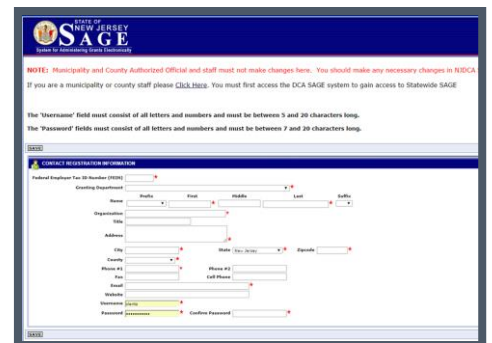 STATE OF
NEW JERSEY
SAGE
System for Administering Grants Electronically
NOTE: Municipality and County Authorized Official and staff must not make changes here. You should make any necessary changes in NJDCA
If you are a municipality or county staff please Click Here. You must first access the DCA SAGE system to gain access to Statewide SAGE
The 'Username' field must consist of all letters and numbers and must be between 5 and 20 characters long.
The 'Password' fields must consist of all letters and numbers and must be between 7 and 20 characters long.
SAVE
CONTACT REGISTRATION INFORMATION
Federal Employer Tax ID Number (FEIN) *
Granting Department *
Prefix First Middle Last Suffix
Name * *
Organization *
Title
Address *
City * State New Jersey * Zipcode *
County *
Phone #1 * Phone #2
Fax Cell Phone
Email *
Website
Username *
Password •••••••••• * Confirm Password *
SAVE